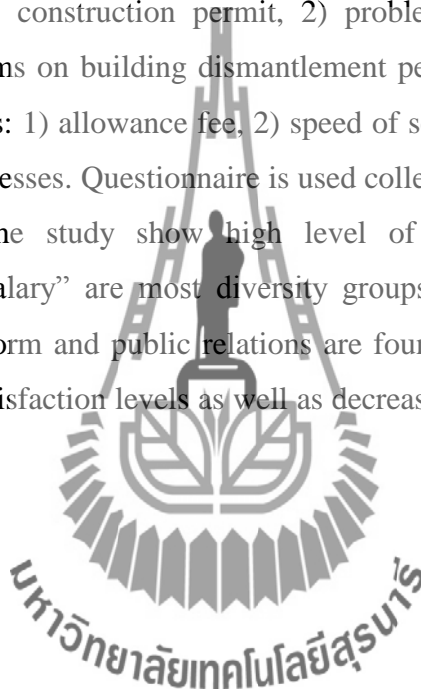 construction permit, 2) proble
ns on building dismantlement pe
s: 1) allowance fee, 2) speed of s
esses. Questionnaire is used colle
he study show high level of
alary” are most diversity groups
orm and public relations are four
isfaction levels as well as decreas
มหาวิทยาลัยเทคโนโลยีสุรนารี